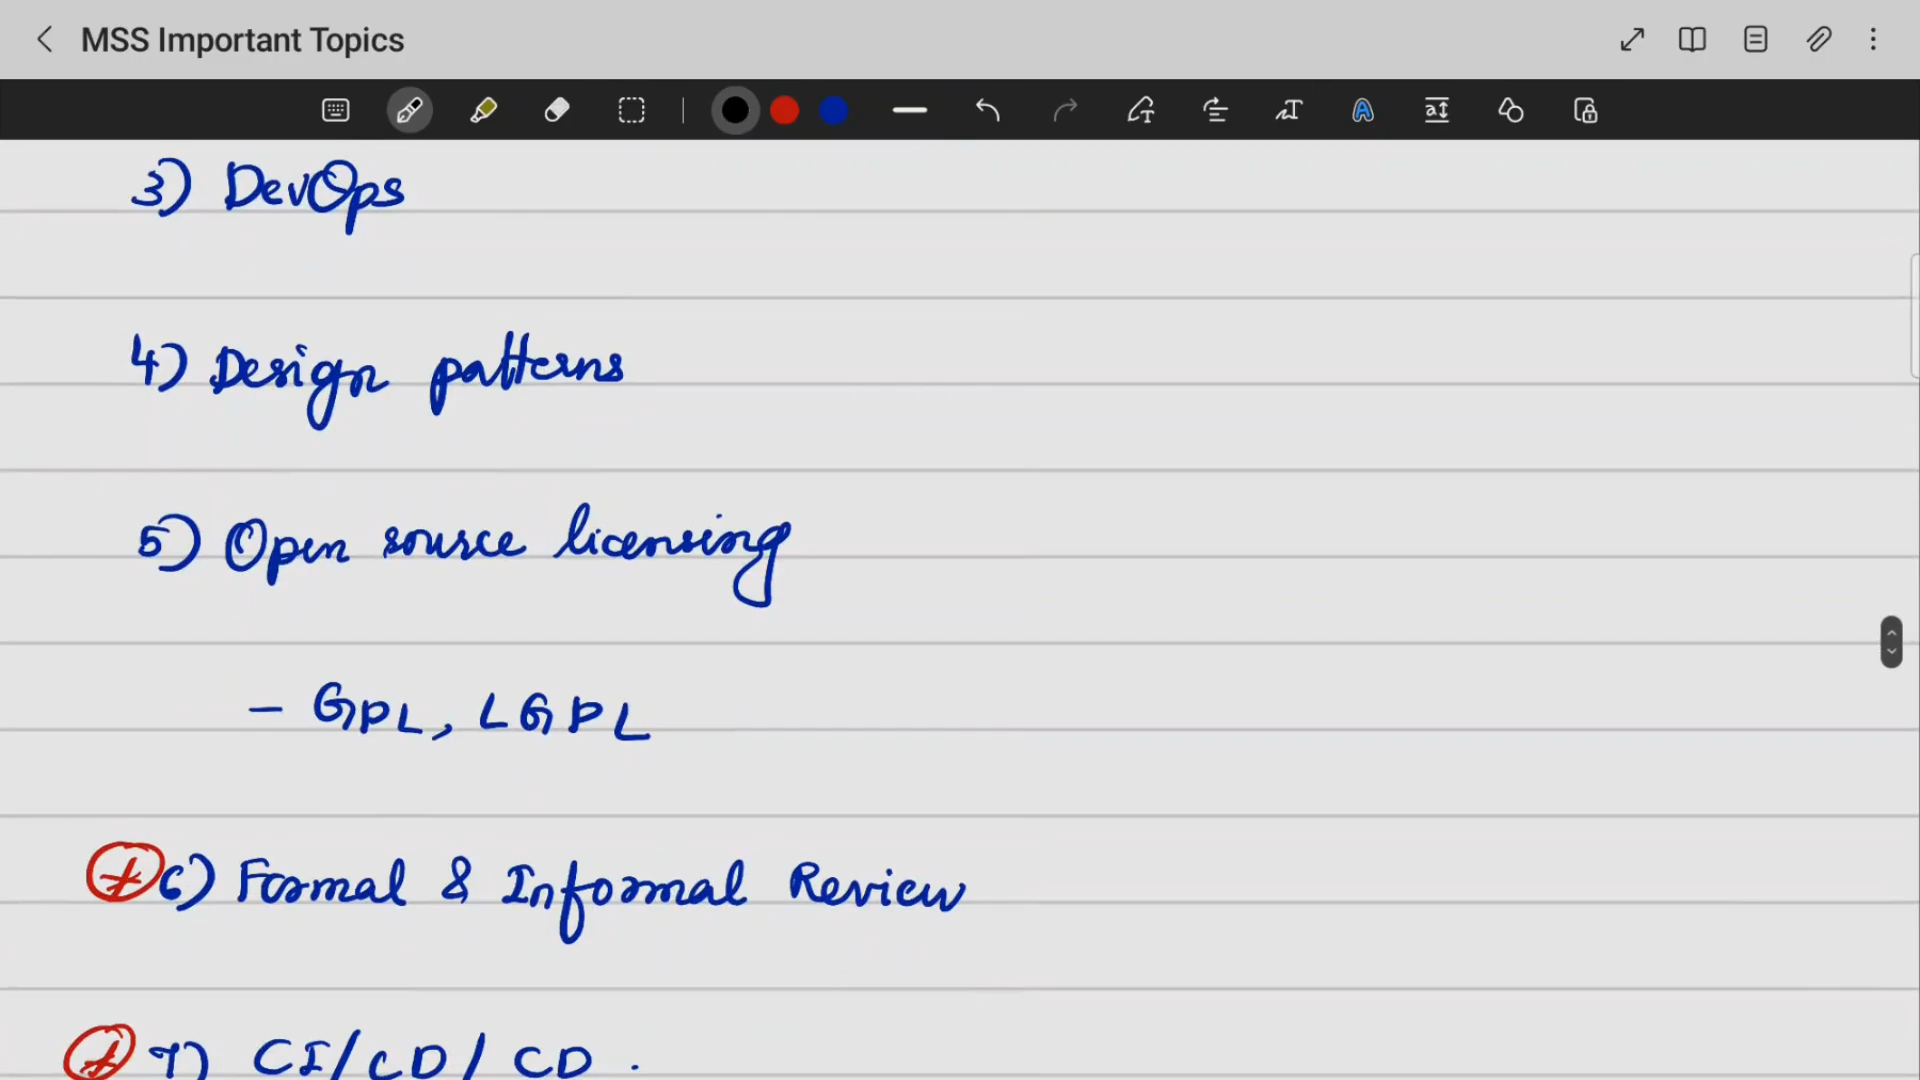 MSS Important Topics
3) DevOps
4) Design patterns
5) Open source licensing
- GPL, LGPL
6) Formal & Informal Review
7) CI/CD/CD.